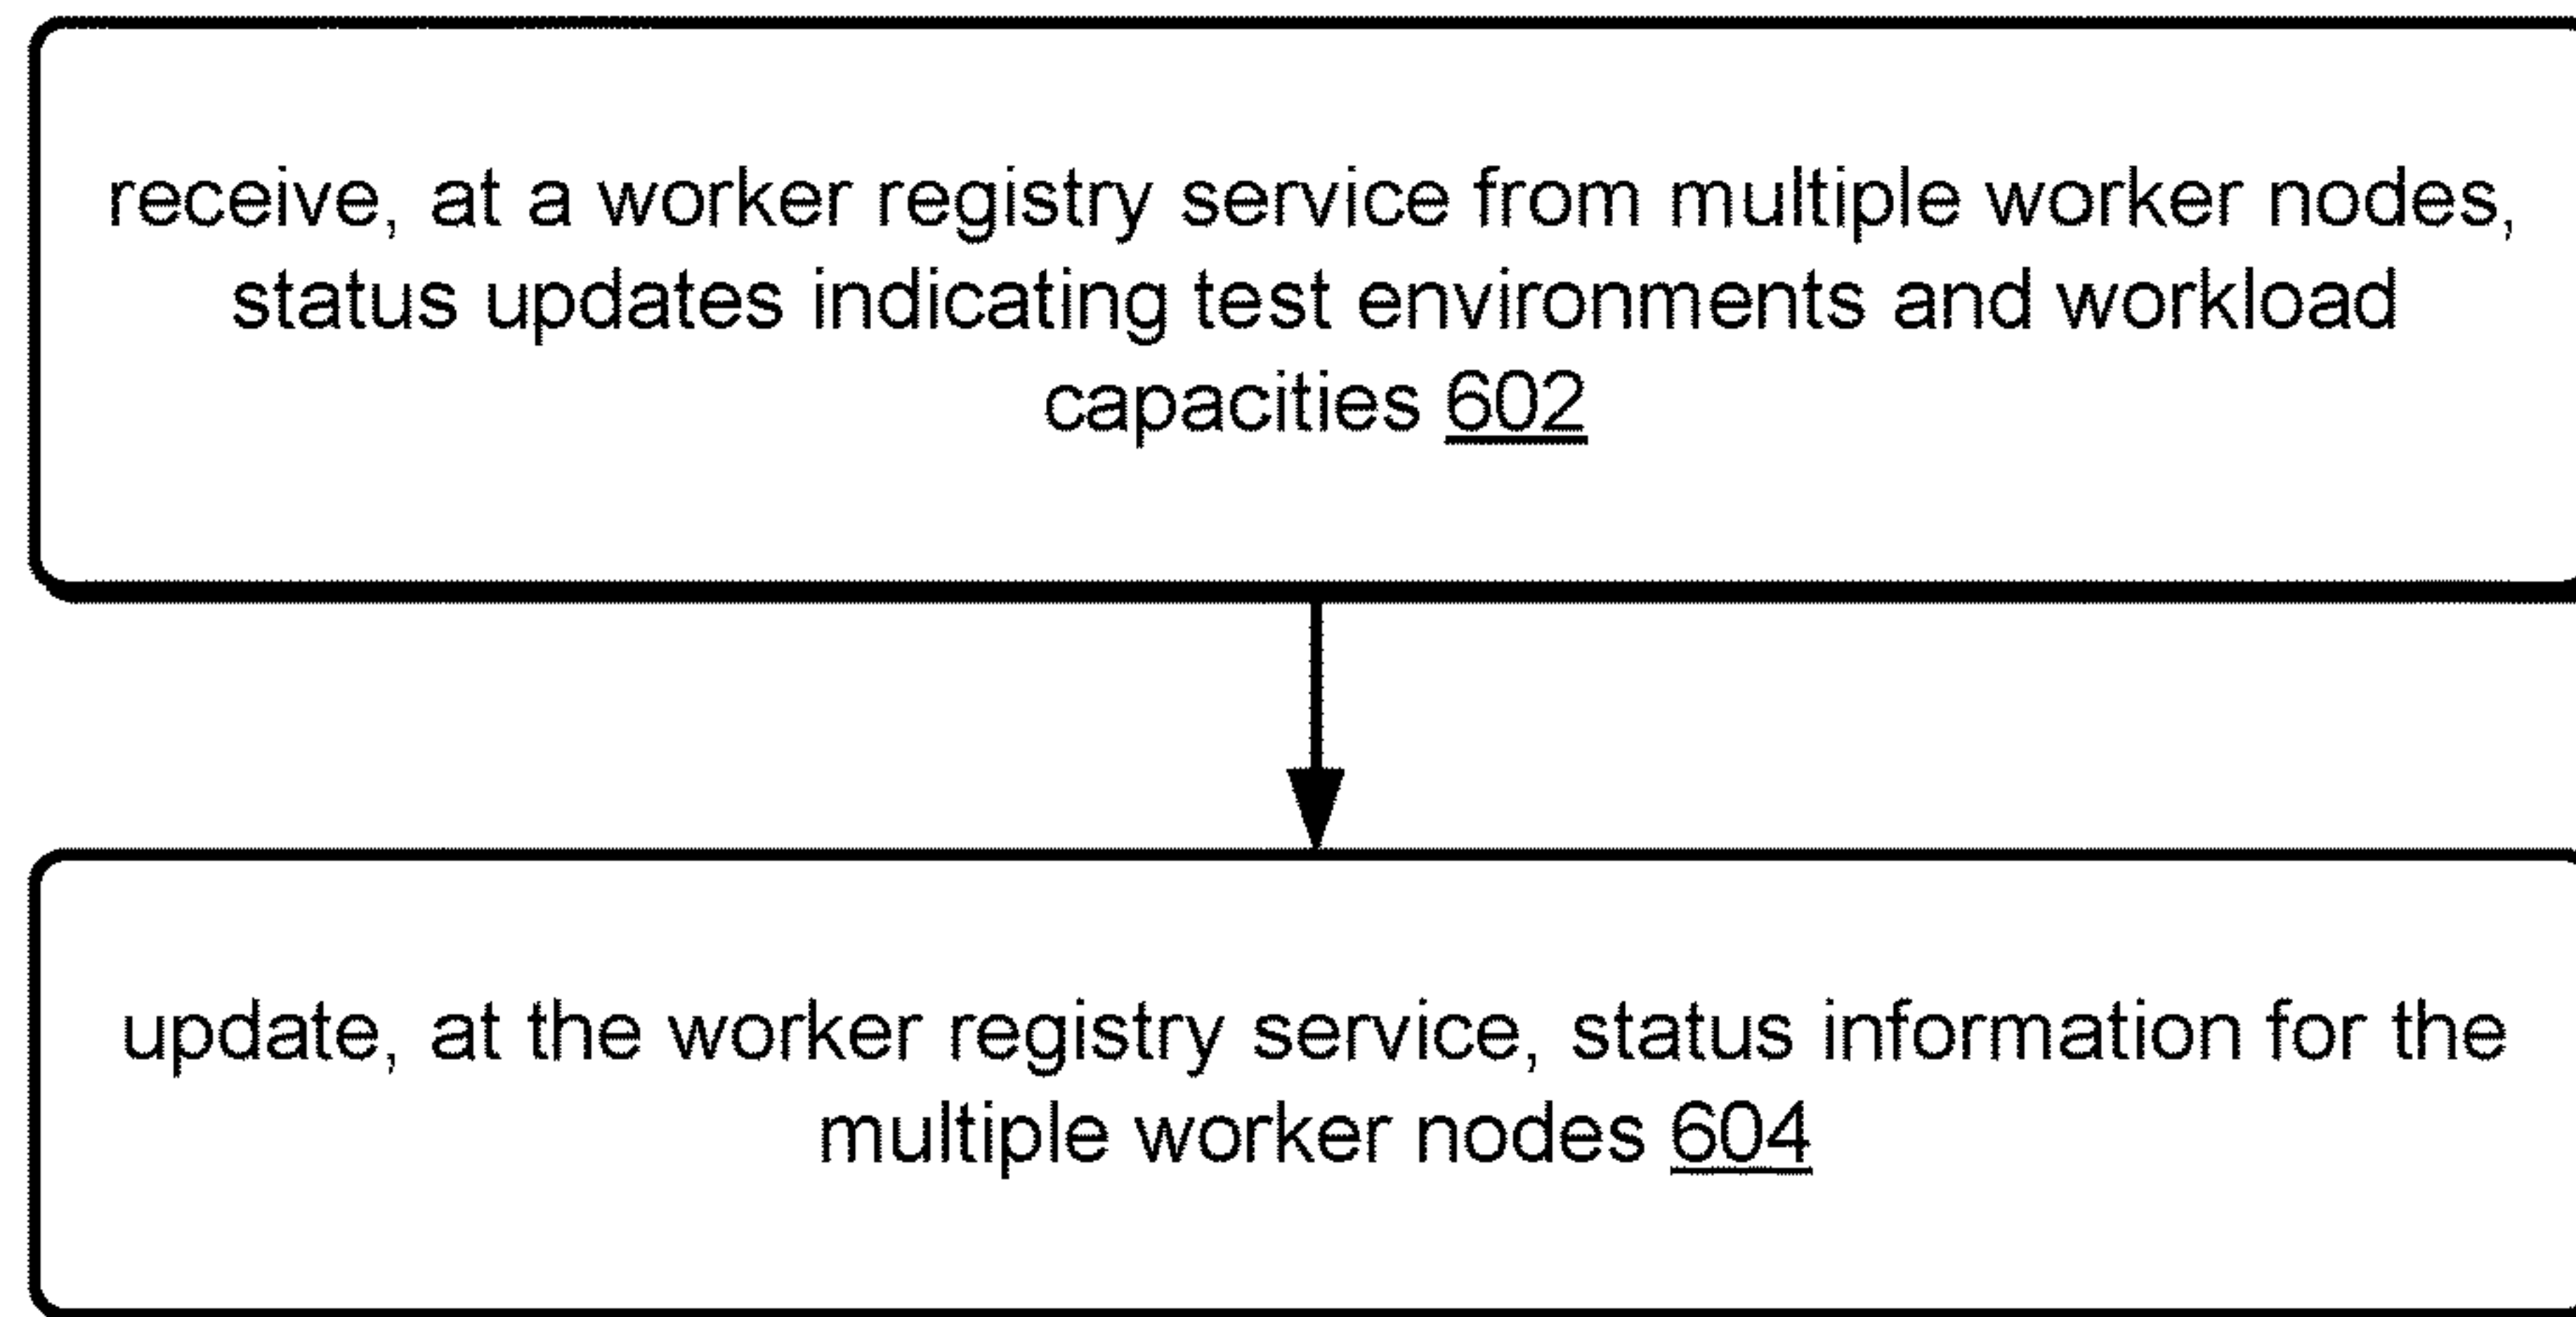 receive, at a worker registry service from multiple worker nodes,
status updates indicating test environments and workload
capacities 602
update, at the worker registry service, status information for the
multiple worker nodes 604